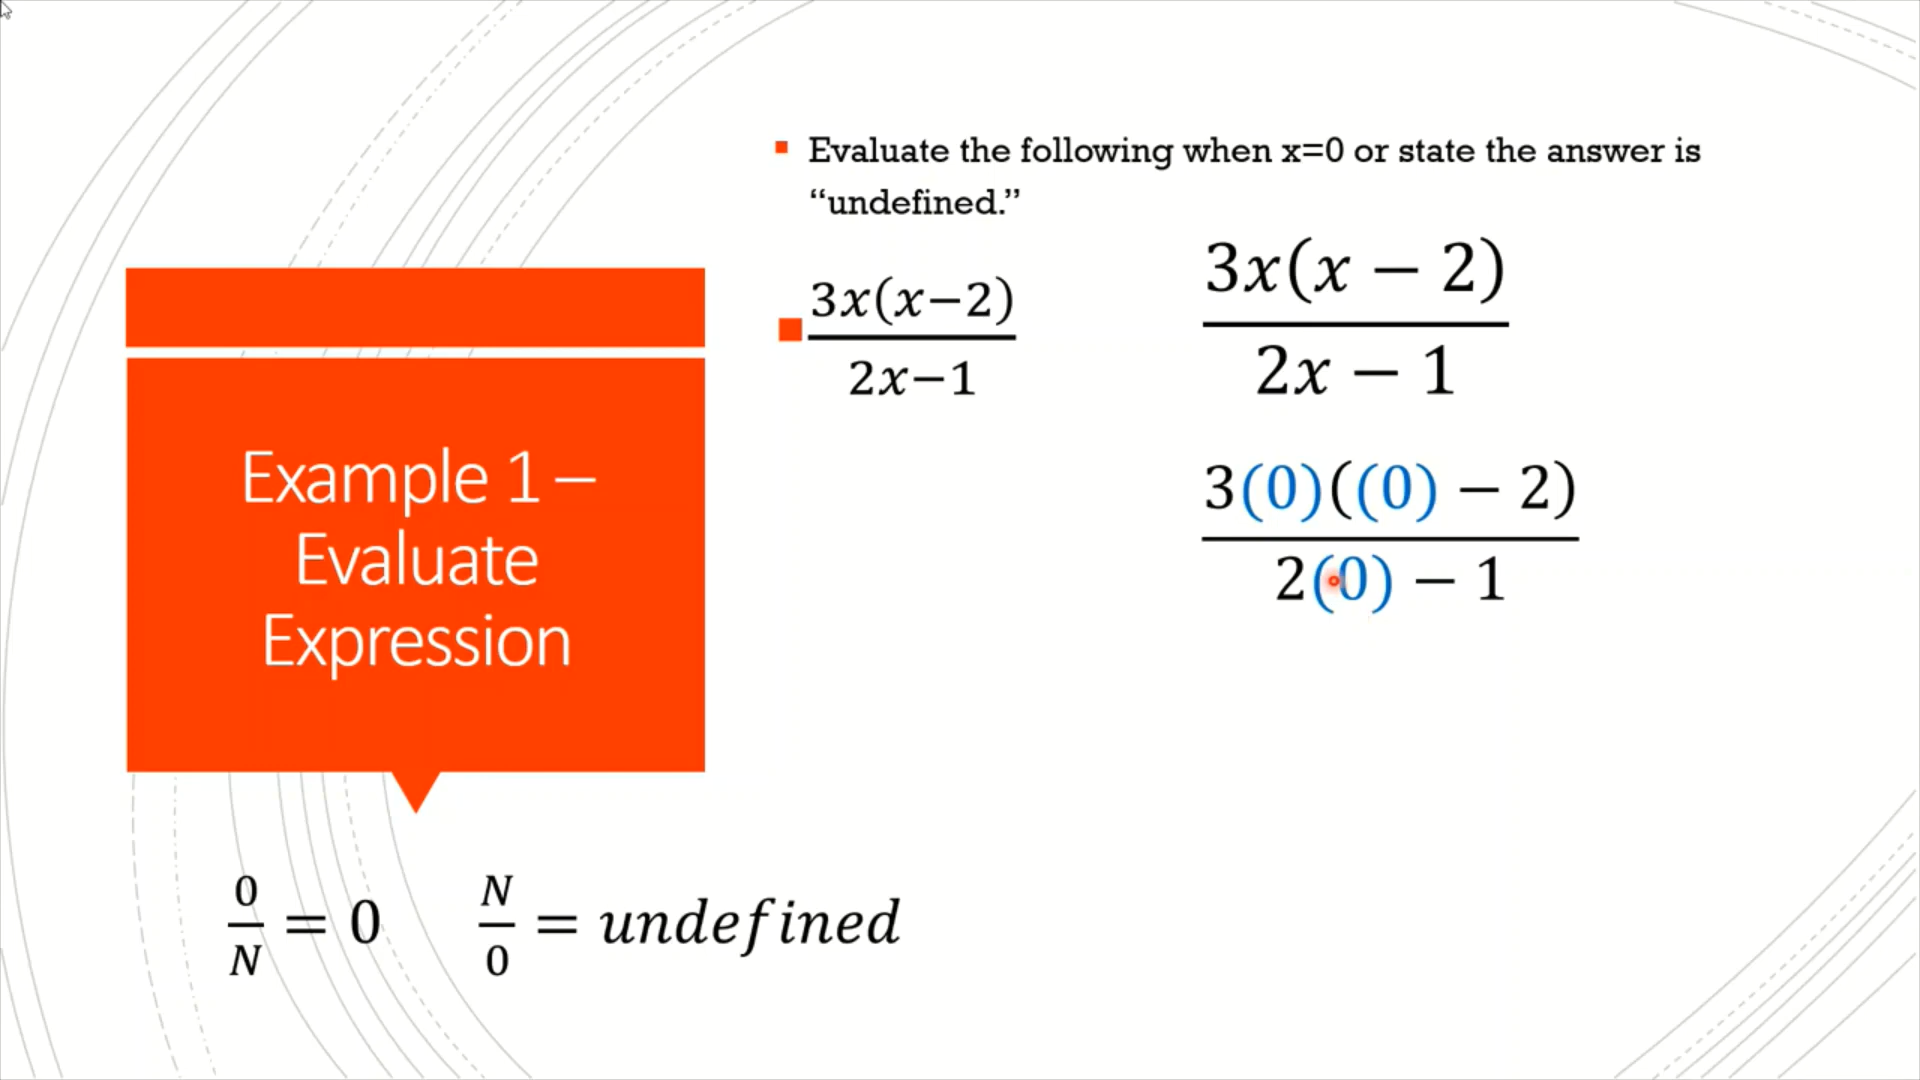 Evaluate the following when x=0 or state the answer is
“undefined.”
3x(x−2)
2x−1
3x(x − 2)
2x − 1
3(0)((0) − 2)
2(0) − 1
Example 1 –
Evaluate
Expression
0/N = 0
N/0 = undefined